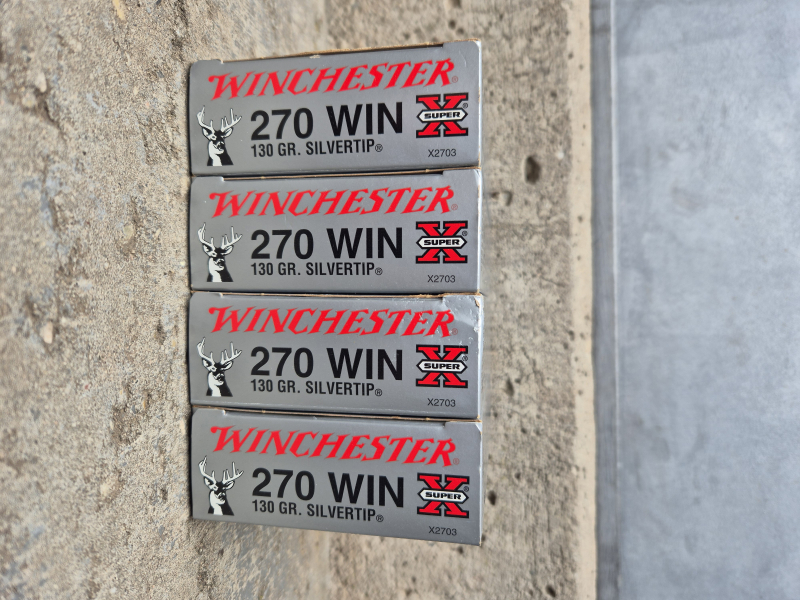 WINCHESTER®
270 WIN
X SUPER ®
130 GR. SILVERTIP®
X2703
WINCHESTER®
270 WIN
X SUPER ®
130 GR. SILVERTIP®
X2703
WINCHESTER®
270 WIN
X SUPER ®
130 GR. SILVERTIP®
X2703
WINCHESTER®
270 WIN
X SUPER ®
130 GR. SILVERTIP®
X2703